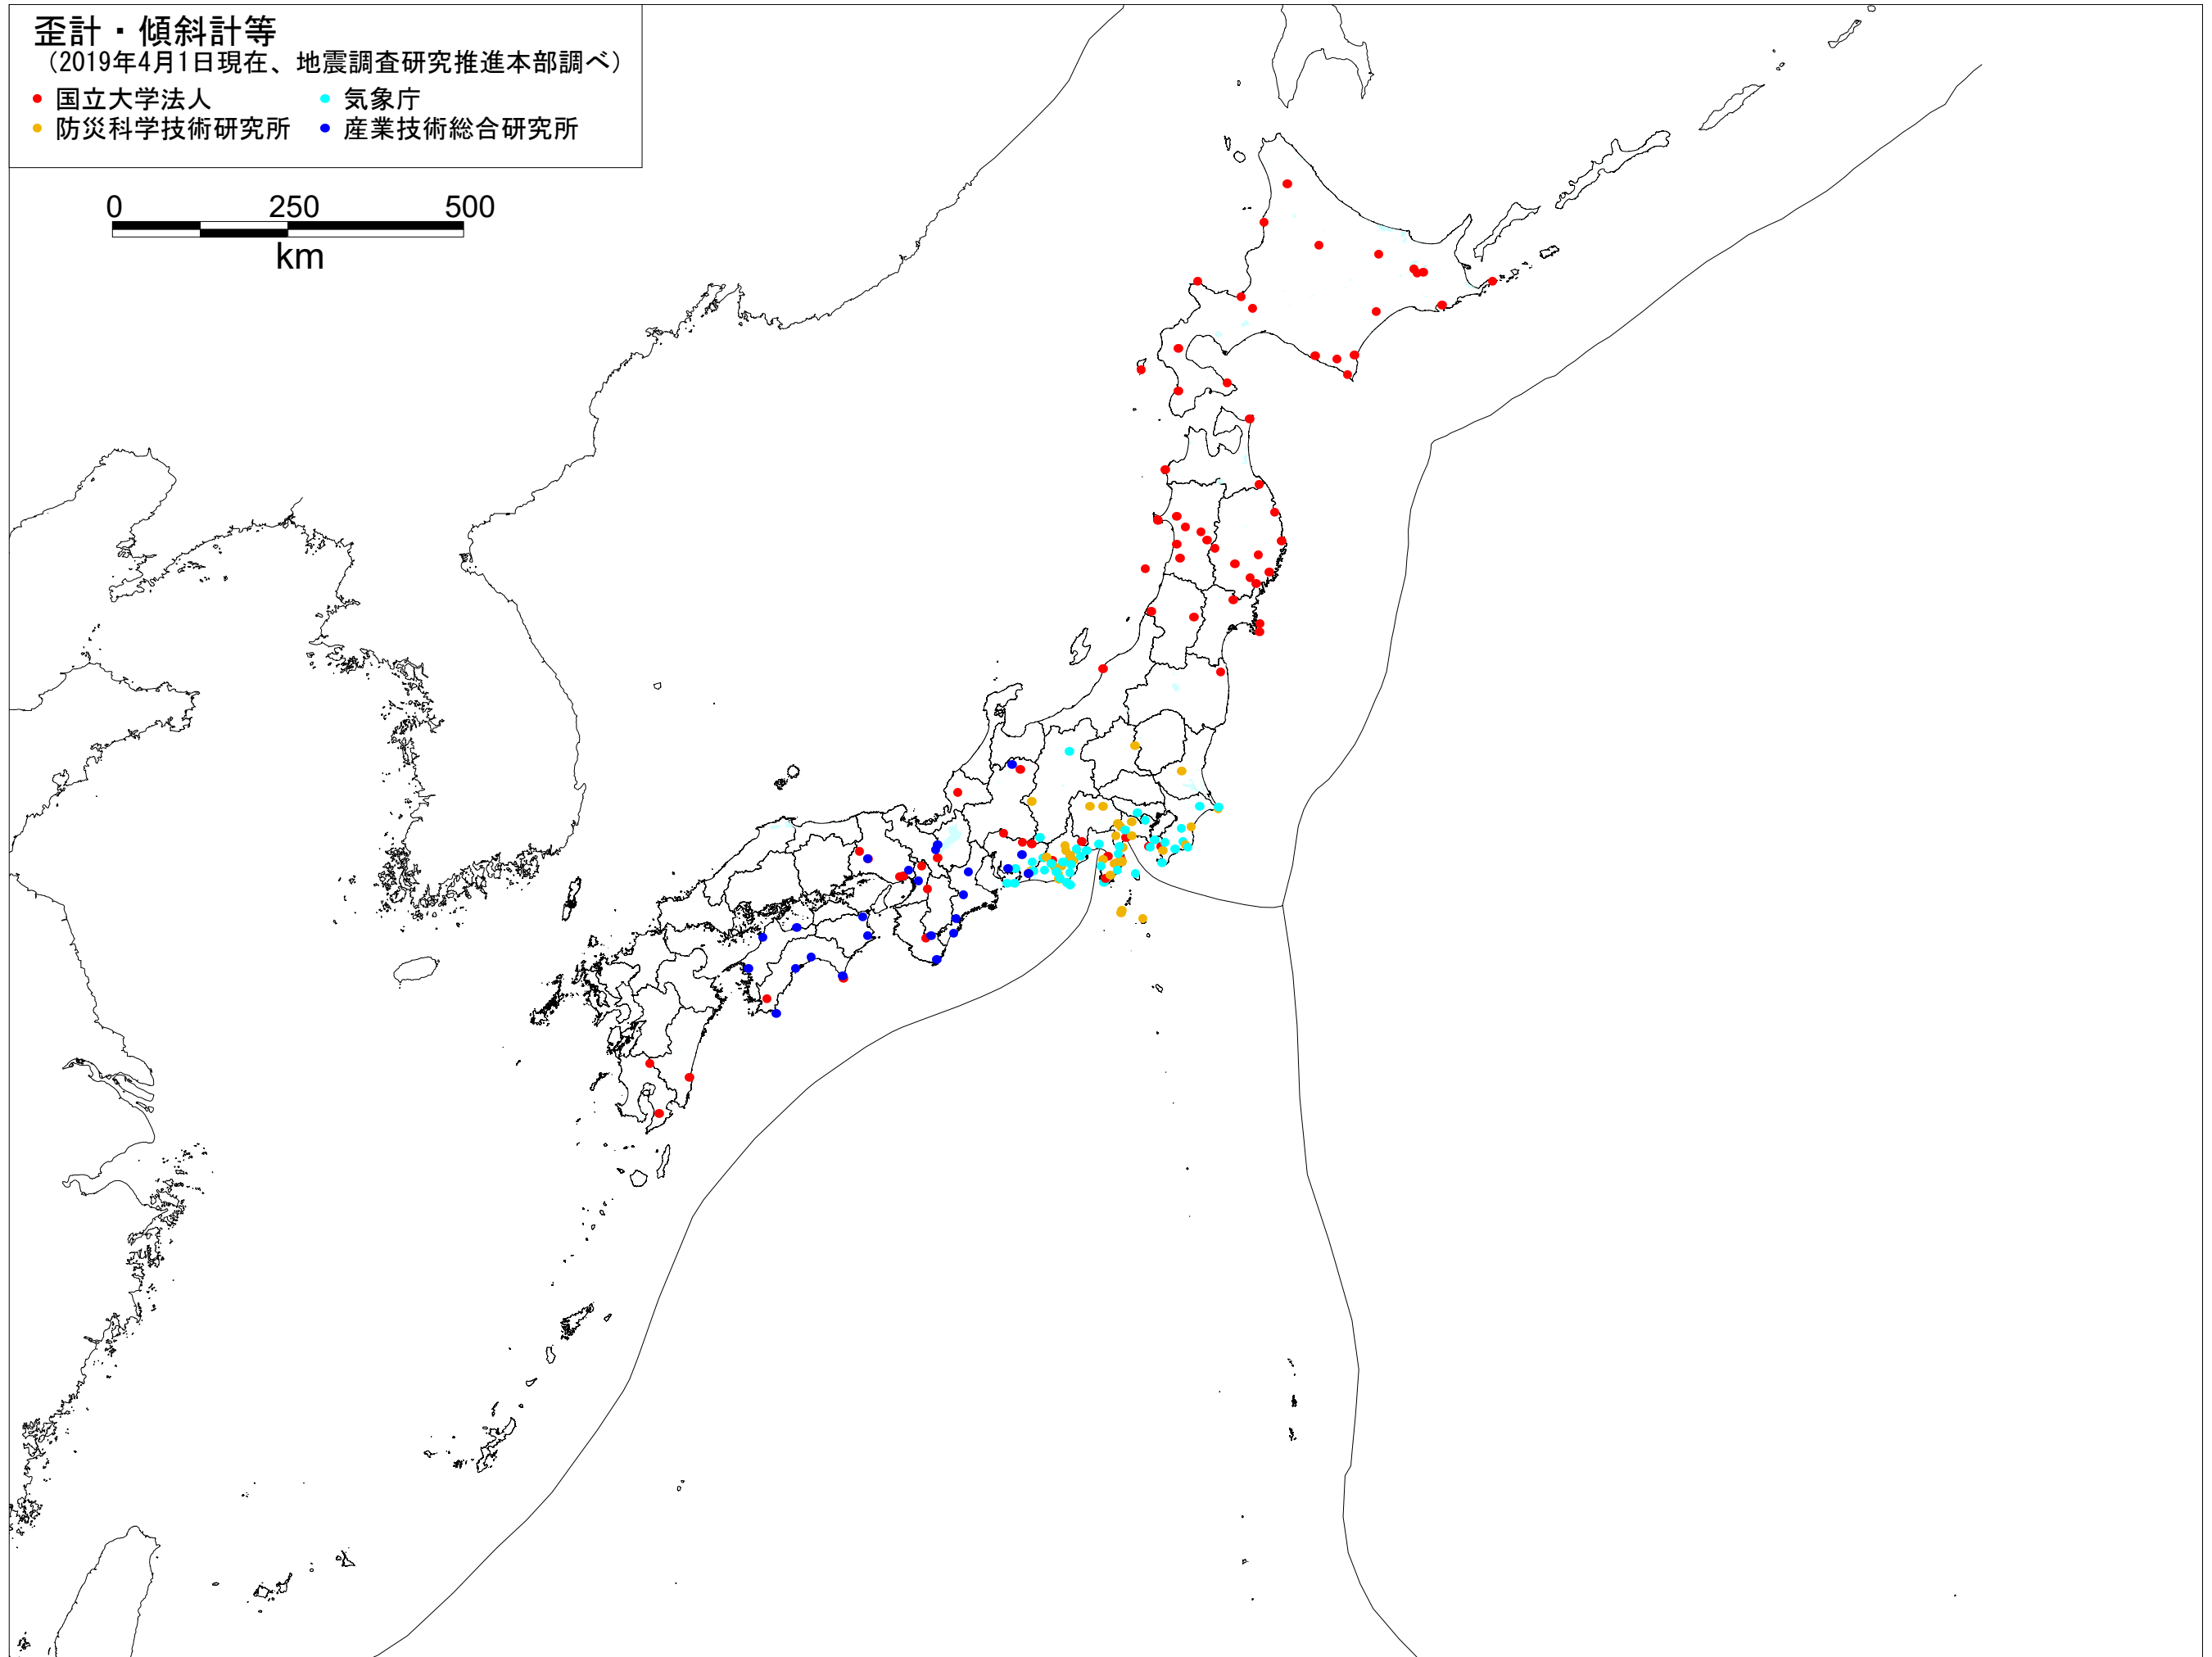 歪計・傾斜計等
（2019年4月1日現在、地震調査研究推進本部調べ）
国立大学法人 気象庁
防災科学技術研究所 産業技術総合研究所
0 250 500
km